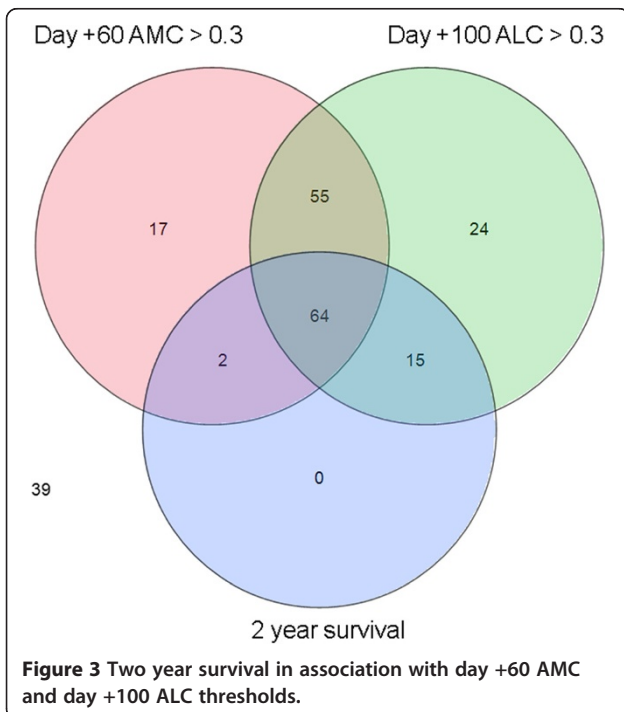 Day +60 AMC > 0.3
Day +100 ALC > 0.3
55
17
24
64
2
15
0
39
2 year survival
Figure 3 Two year survival in association with day +60 AMC
and day +100 ALC thresholds.